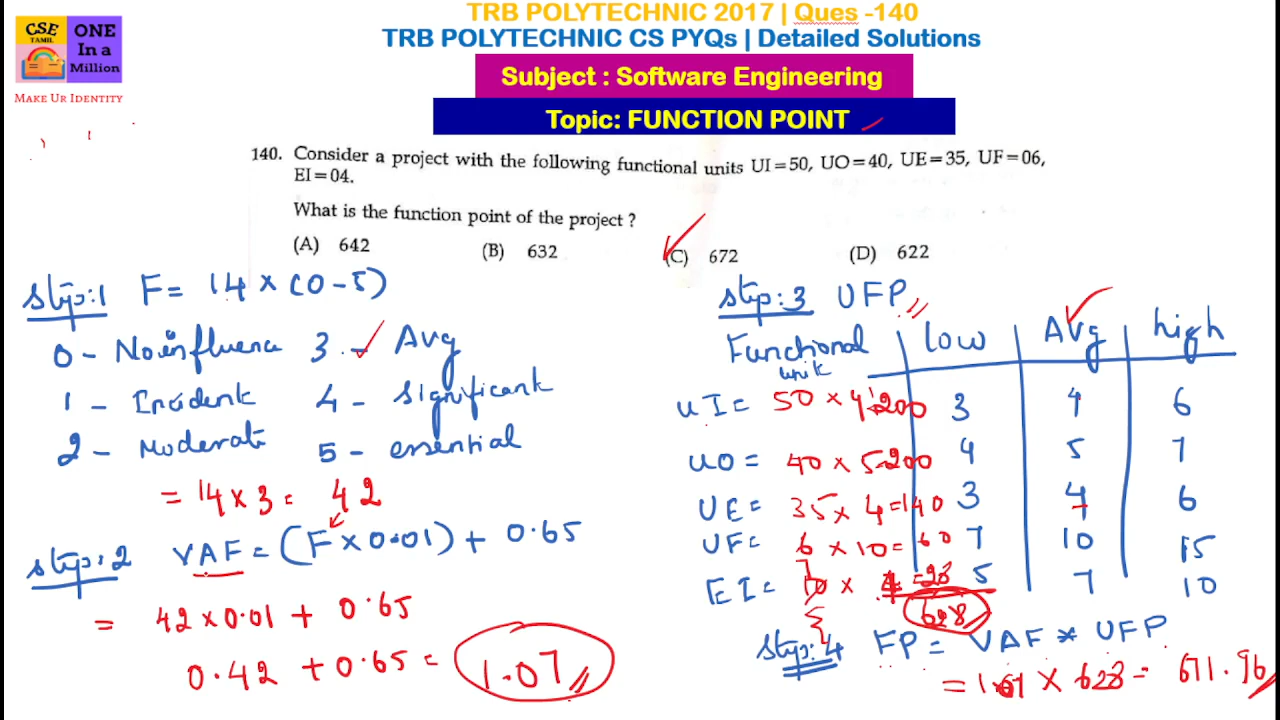 CSE
TAMIL
ONE
In a
Million
MAKE UR IDENTITY
TRB POLYTECHNIC 2017 | Ques -140
TRB POLYTECHNIC CS PYQs | Detailed Solutions
Subject : Software Engineering
Topic: FUNCTION POINT
140. Consider a project with the following functional units UI=50, UO=40, UE=35, UF=06,
EI=04.
What is the function point of the project ?
(A) 642 (B) 632 (C) 672 (D) 622
Step:1 F= 14 × (0-5)
0 - No influence 3 - Avg
1 - Incident 4 - Significant
2 - Moderate 5 - essential
= 14 × 3 = 42
Step:2 VAF = (F × 0.01) + 0.65
= 42 × 0.01 + 0.65
0.42 + 0.65 = 1.07
Step:3 UFP
Functional unit Low Avg high
UI = 50 × 4 = 200 3 4 6
UO = 40 × 5 = 200 4 5 7
UE = 35 × 4 = 140 3 4 6
UF = 6 × 10 = 60 7 10 15
EI = × = 28 5 7 10
628
Step:4 FP = VAF * UFP
= 1.07 × 628 = 671.96